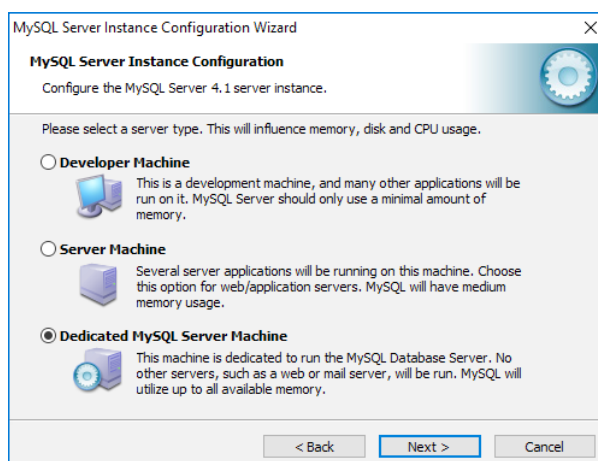 MySQL Server Instance Configuration Wizard
MySQL Server Instance Configuration
Configure the MySQL Server 4.1 server instance.
Please select a server type. This will influence memory, disk and CPU usage.
Developer Machine
This is a development machine, and many other applications will be
run on it. MySQL Server should only use a minimal amount of
memory.
Server Machine
Several server applications will be running on this machine. Choose
this option for web/application servers. MySQL will have medium
memory usage.
Dedicated MySQL Server Machine
This machine is dedicated to run the MySQL Database Server. No
other servers, such as a web or mail server, will be run. MySQL will
utilize up to all available memory.
< Back Next > Cancel